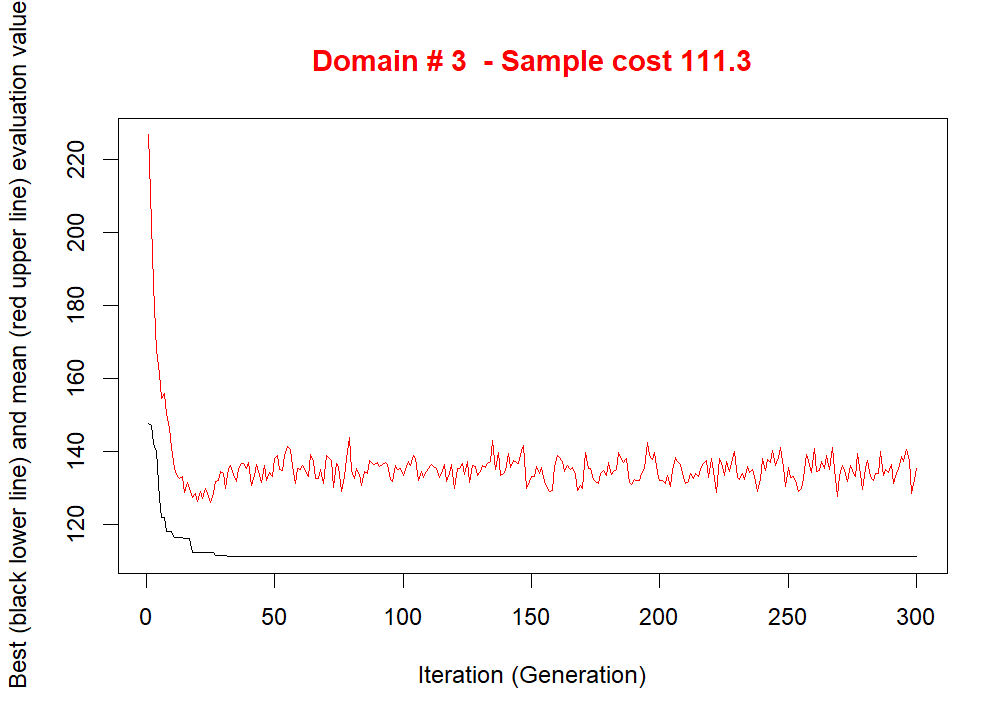 Domain # 3  - Sample cost 111.3
Best (black lower line) and mean (red upper line) evaluation value
220
200
180
160
140
120
0 50 100 150 200 250 300
Iteration (Generation)